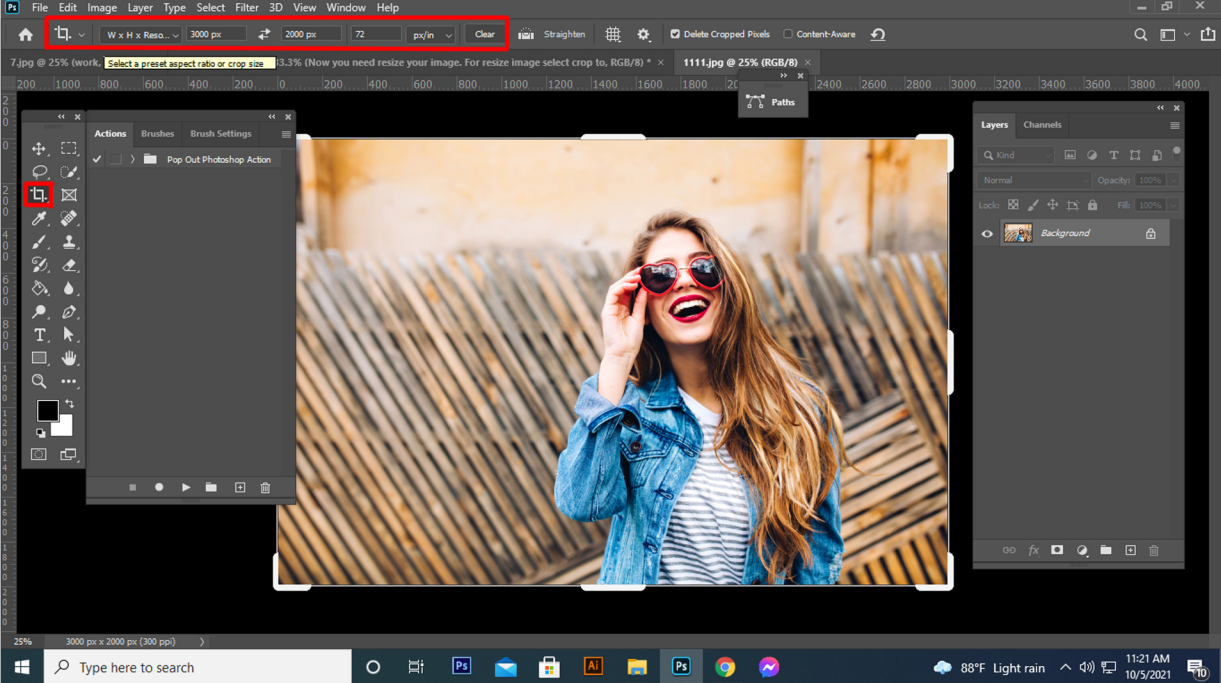 Ps File Edit Image Layer Type Select Filter 3D View Window Help
W x H x Reso... 3000 px 2000 px 72 px/in Clear Straighten Delete Cropped Pixels Content-Aware
7.jpg @ 25% (work, Select a preset aspect ratio or crop size 33.3% (Now you need resize your image. For resize image select crop to, RGB/8) * × 1111.jpg @ 25% (RGB/8) ×
200 1000 800 600 400 200 0 200 400 600 800 1000 1200 1400 1600 1800 2000 2400 2600 2800 3000 3200 3400 3600 3800 4000
Paths
Actions Brushes Brush Settings
Pop Out Photoshop Action
Layers Channels
Kind
Normal Opacity: 100%
Lock: Fill: 100%
Background
fx
25% 3000 px x 2000 px (300 ppi)
Type here to search
Ps Ai Ps
88°F Light rain
11:21 AM
10/5/2021
10